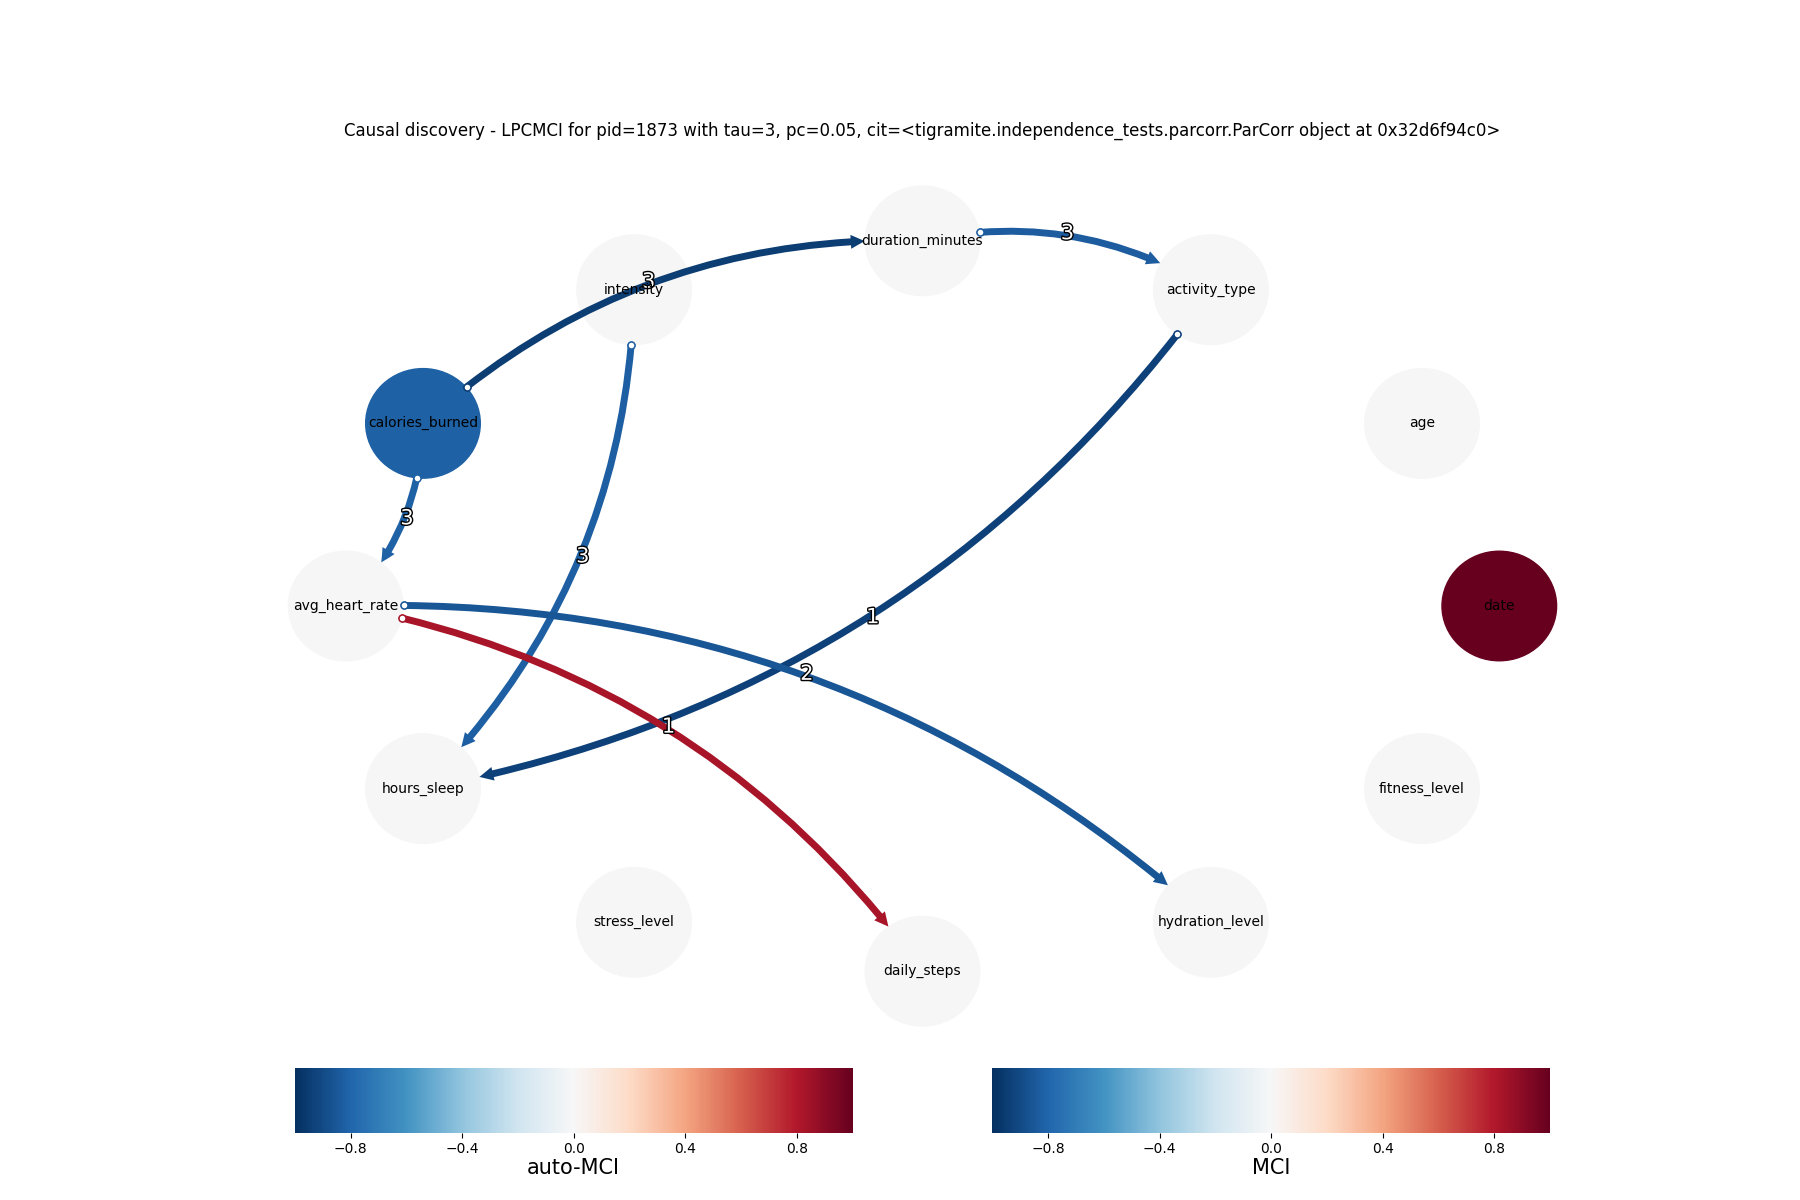 Causal discovery - LPCMCI for pid=1873 with tau=3, pc=0.05, cit=<tigramite.independence_tests.parcorr.ParCorr object at 0x32d6f94c0>
duration_minutes
3
activity_type
3
intensity
calories_burned
age
3
3
avg_heart_rate
date
1
2
1
hours_sleep
fitness_level
stress_level
hydration_level
daily_steps
−0.8 −0.4 0.0 0.4 0.8
auto-MCI
−0.8 −0.4 0.0 0.4 0.8
MCI